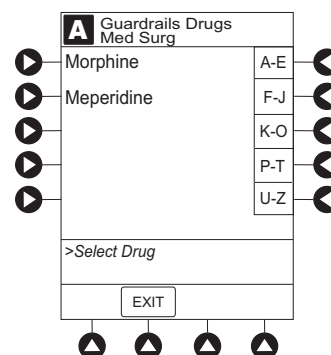 A Guardrails Drugs
Med Surg
Morphine A-E
Meperidine F-J
K-O
P-T
U-Z
>Select Drug
EXIT